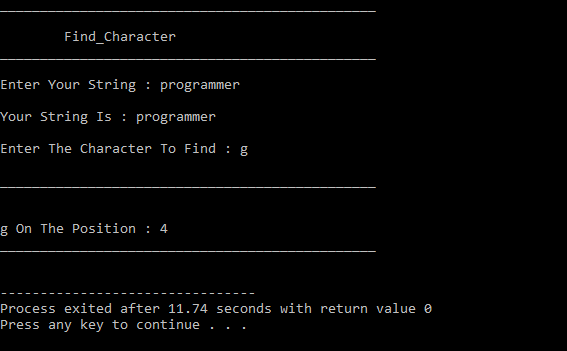 Find_Character
Enter Your String : programmer
Your String Is : programmer
Enter The Character To Find : g
g On The Position : 4
--------------------------------
Process exited after 11.74 seconds with return value 0
Press any key to continue . . .